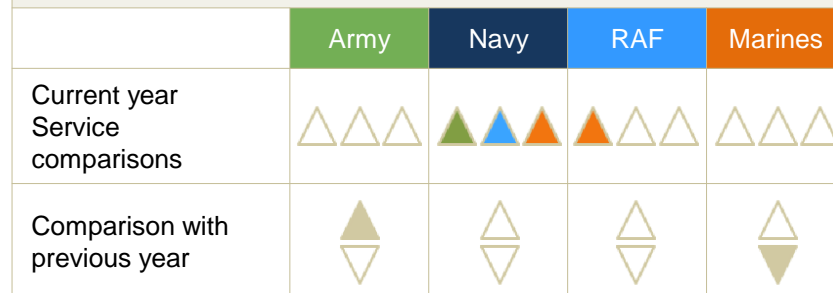 Army Navy RAF Marines
Current year
Service
comparisons
Comparison with
previous year